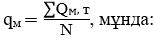 qм = ∑Qм, т / N, мұнда: